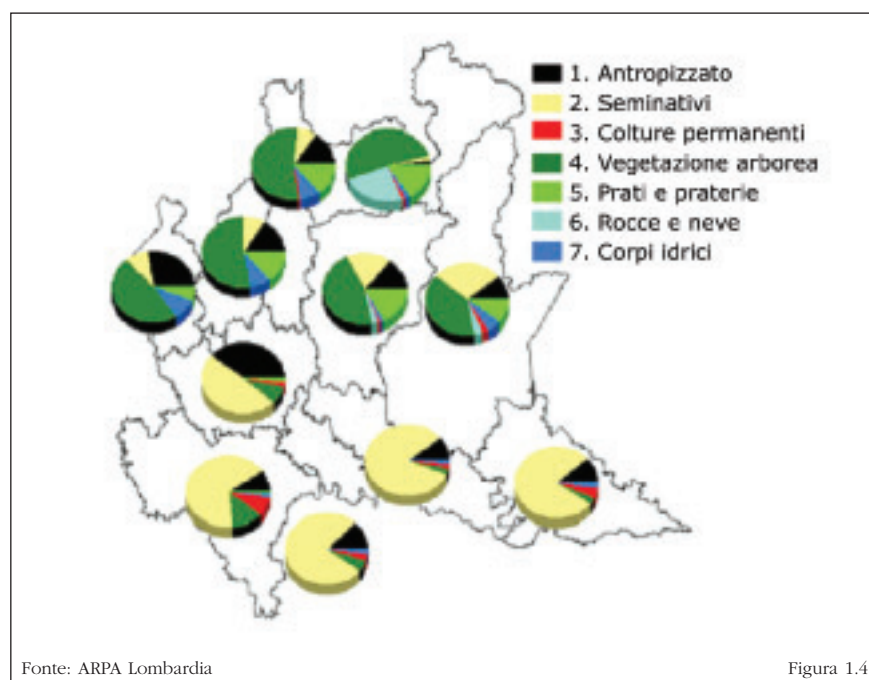 1. Antropizzato
2. Seminativi
3. Colture permanenti
4. Vegetazione arborea
5. Prati e praterie
6. Rocce e neve
7. Corpi idrici
Fonte: ARPA Lombardia
Figura 1.4